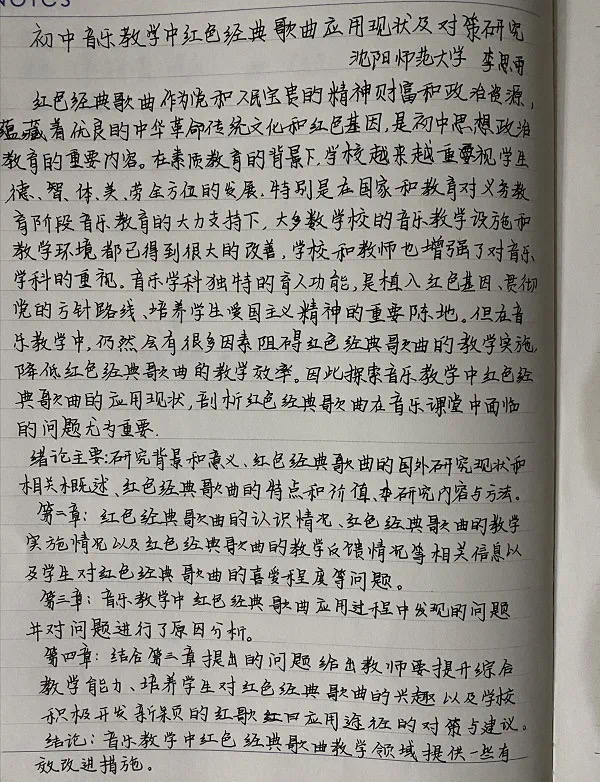 初中音乐教学中红色经典歌曲应用现状及对策研究
沈阳师范大学 李思雨
红色经典歌曲作为党和人民宝贵的精神财富和政治资源，
蕴藏着优良的中华革命传统文化和红色基因，是初中思想政治
教育的重要内容。在素质教育的背景下，学校越来越重视学生
德、智、体、美、劳全方位的发展，特别是在国家和教育对义务教
育阶段音乐教育的大力支持下，大多数学校的音乐教学设施和
教学环境都已得到很大的改善，学校和教师也增强了对音乐
学科的重视。音乐学科独特的育人功能，是植入红色基因、贯彻
党的方针路线、培养学生爱国主义精神的重要阵地。但在音
乐教学中，仍然会有很多因素阻碍红色经典歌曲的教学实施，
降低红色经典歌曲的教学效率。因此探索音乐教学中红色经
典歌曲的应用现状，剖析红色经典歌曲在音乐课堂中面临
的问题尤为重要.
绪论主要：研究背景和意义、红色经典歌曲的国外研究现状和
相关概述、红色经典歌曲的特点和价值、本研究内容与方法。
第二章：红色经典歌曲的认识情况、红色经典歌曲的教学
实施情况以及红色经典歌曲的教学反馈情况等相关信息以
及学生对红色经典歌曲的喜爱程度等问题。
第三章：音乐教学中红色经典歌曲应用过程中发现的问题
并对问题进行了原因分析。
第四章：结合第三章提出的问题给出教师要提升综合
教学能力、培养学生对红色经典歌曲的兴趣以及学校
积极开发新颖的红歌应用途径的对策与建议。
结论：音乐教学中红色经典歌曲教学领域提供一些有
效改进措施。